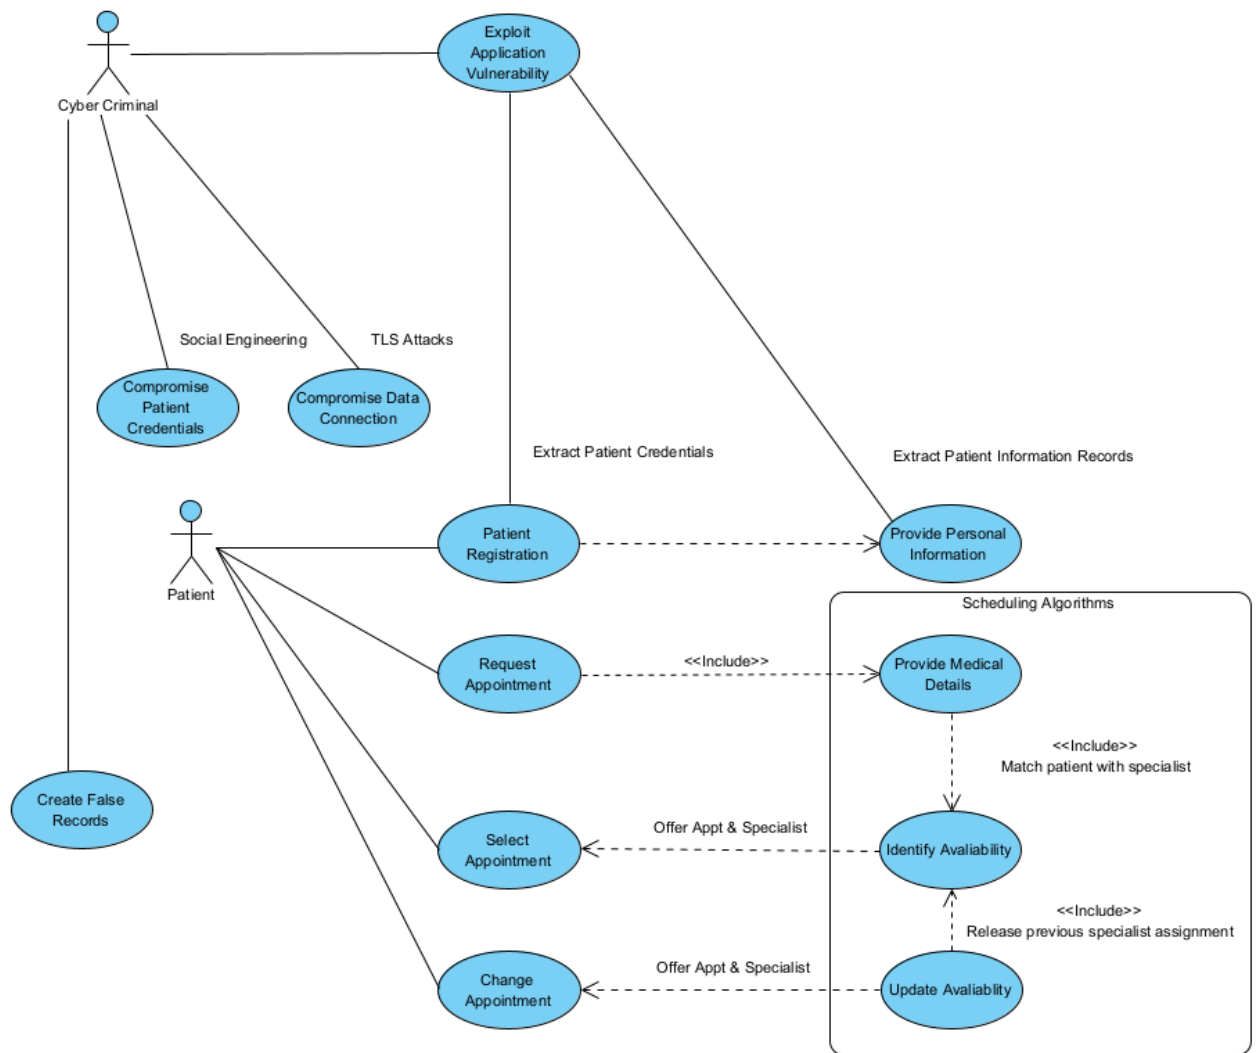 Exploit
Application
Vulnerability
Cyber Criminal
Social Engineering
TLS Attacks
Compromise
Patient
Credentials
Compromise Data
Connection
Extract Patient Credentials
Extract Patient Information Records
Patient
Registration
Provide Personal
Information
Patient
Scheduling Algorithms
Request
Appointment
<<Include>>
Provide Medical
Details
<<Include>>
Match patient with specialist
Create False
Records
Offer Appt & Specialist
Select
Appointment
Identify Avaliability
<<Include>>
Release previous specialist assignment
Offer Appt & Specialist
Change
Appointment
Update Avaliablity